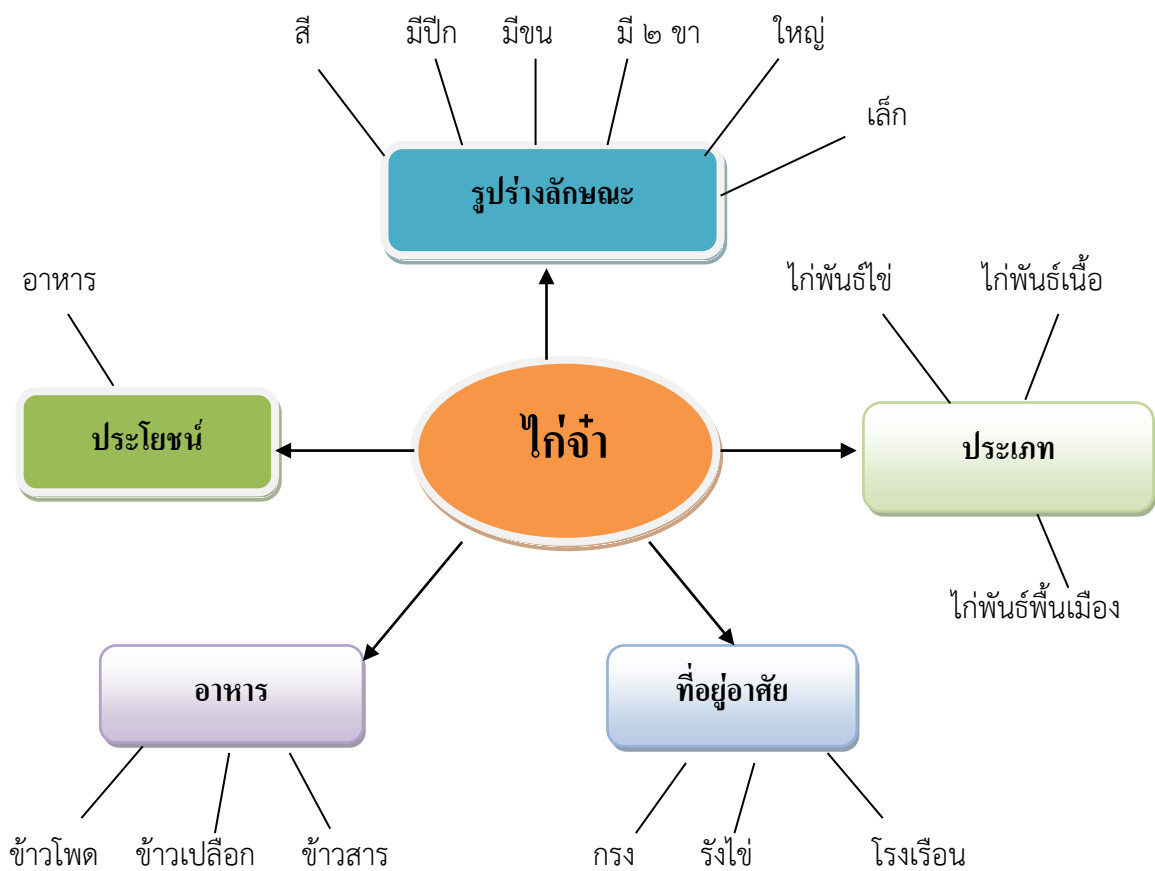 สี มีปีก มีขน มี ๒ ขา ใหญ่
เล็ก
รูปร่างลักษณะ
อาหาร
ไก่พันธ์ไข่ ไก่พันธ์เนื้อ
ประโยชน์
ไก่จ๋า
ประเภท
ไก่พันธ์พื้นเมือง
อาหาร
ที่อยู่อาศัย
ข้าวโพด ข้าวเปลือก ข้าวสาร
กรง รังไข่ โรงเรือน